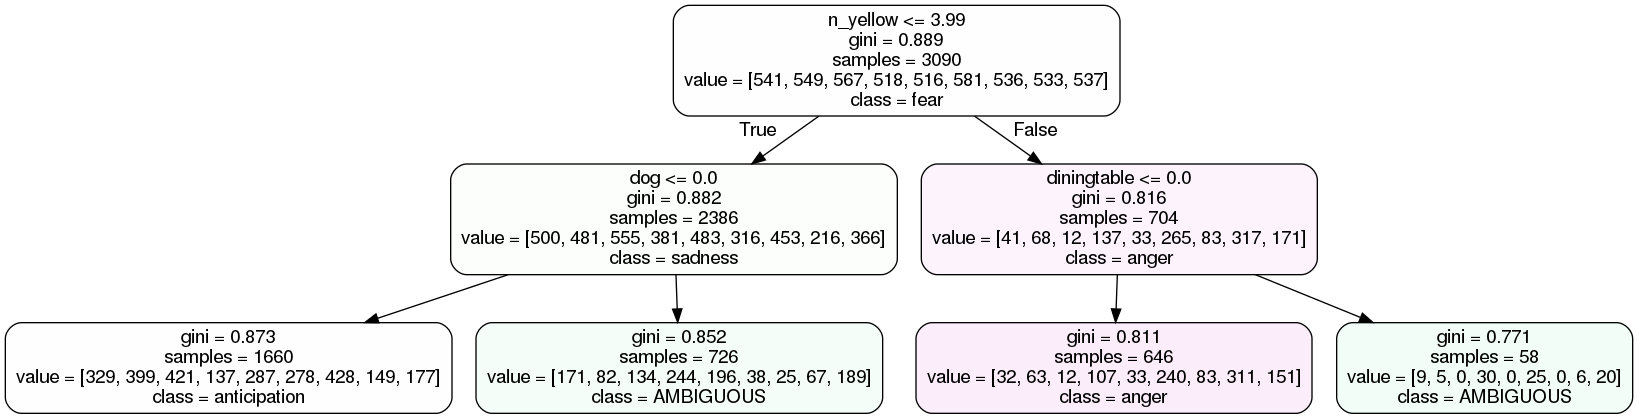 n_yellow <= 3.99
gini = 0.889
samples = 3090
value = [541, 549, 567, 518, 516, 581, 536, 533, 537]
class = fear
True
False
dog <= 0.0
gini = 0.882
samples = 2386
value = [500, 481, 555, 381, 483, 316, 453, 216, 366]
class = sadness
diningtable <= 0.0
gini = 0.816
samples = 704
value = [41, 68, 12, 137, 33, 265, 83, 317, 171]
class = anger
gini = 0.873
samples = 1660
value = [329, 399, 421, 137, 287, 278, 428, 149, 177]
class = anticipation
gini = 0.852
samples = 726
value = [171, 82, 134, 244, 196, 38, 25, 67, 189]
class = AMBIGUOUS
gini = 0.811
samples = 646
value = [32, 63, 12, 107, 33, 240, 83, 311, 151]
class = anger
gini = 0.771
samples = 58
value = [9, 5, 0, 30, 0, 25, 0, 6, 20]
class = AMBIGUOUS